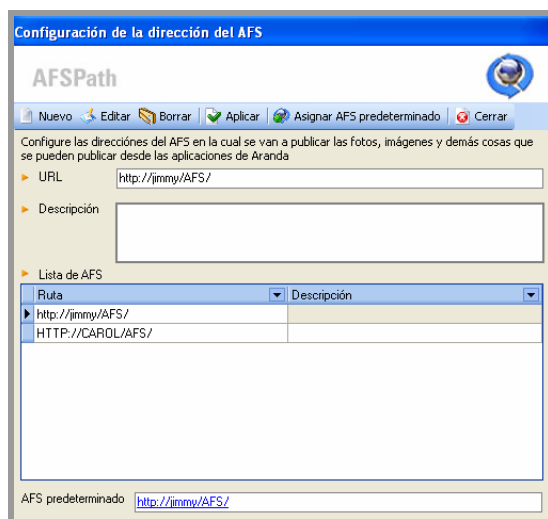 Configuración de la dirección del AFS
AFSPath
Nuevo Editar Borrar Aplicar Asignar AFS predeterminado Cerrar
Configure las direcciónes del AFS en la cual se van a publicar las fotos, imágenes y demás cosas que
se pueden publicar desde las aplicaciones de Aranda
URL http://jimmy/AFS/
Descripción
Lista de AFS
Ruta Descripción
http://jimmy/AFS/
HTTP://CAROL/AFS/
AFS predeterminado http://jimmy/AFS/